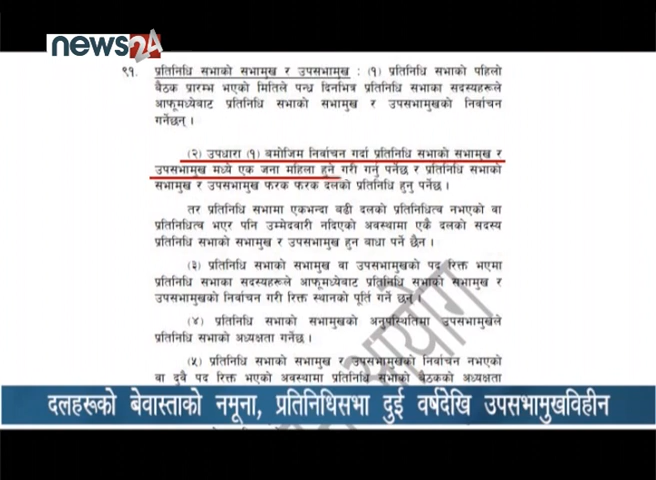 news24
९१. प्रतिनिधि सभाको सभामुख र उपसभामुख : (१) प्रतिनिधि सभाको पहिलो
बैठक प्रारम्भ भएको मितिले पन्ध्र दिनभित्र प्रतिनिधि सभाका सदस्यहरूले
आफूमध्येबाट प्रतिनिधि सभाको सभामुख र उपसभामुखको निर्वाचन
गर्नेछन् ।
(२) उपधारा (१) बमोजिम निर्वाचन गर्दा प्रतिनिधि सभाको सभामुख र
उपसभामुख मध्ये एक जना महिला हुने गरी गर्नु पर्नेछ र प्रतिनिधि सभाको
सभामुख र उपसभामुख फरक फरक दलको प्रतिनिधि हुनु पर्नेछ ।
तर प्रतिनिधि सभामा एकभन्दा बढी दलको प्रतिनिधित्व नभएको वा
प्रतिनिधित्व भएर पनि उम्मेदवारी नदिएको अवस्थामा एकै दलको सदस्य
प्रतिनिधि सभाको सभामुख र उपसभामुख हुन बाधा पर्ने छैन ।
(३) प्रतिनिधि सभाको सभामुख वा उपसभामुखको पद रिक्त भएमा
प्रतिनिधि सभाका सदस्यहरूले आफूमध्येबाट प्रतिनिधि सभाको सभामुख र
उपसभामुखको निर्वाचन गरी रिक्त स्थानको पूर्ति गर्ने छन् ।
(४) प्रतिनिधि सभाको सभामुखको अनुपस्थितिमा उपसभामुखले
प्रतिनिधि सभाको अध्यक्षता गर्नेछ ।
(५) प्रतिनिधि सभाको सभामुख र उपसभामुखको निर्वाचन नभएको
वा दुवै पद रिक्त भएको अवस्थामा प्रतिनिधि सभाको बैठकको अध्यक्षता
आयोग
दलहरूको बेवास्ताको नमूना, प्रतिनिधिसभा दुई वर्षदेखि उपसभामुखविहीन